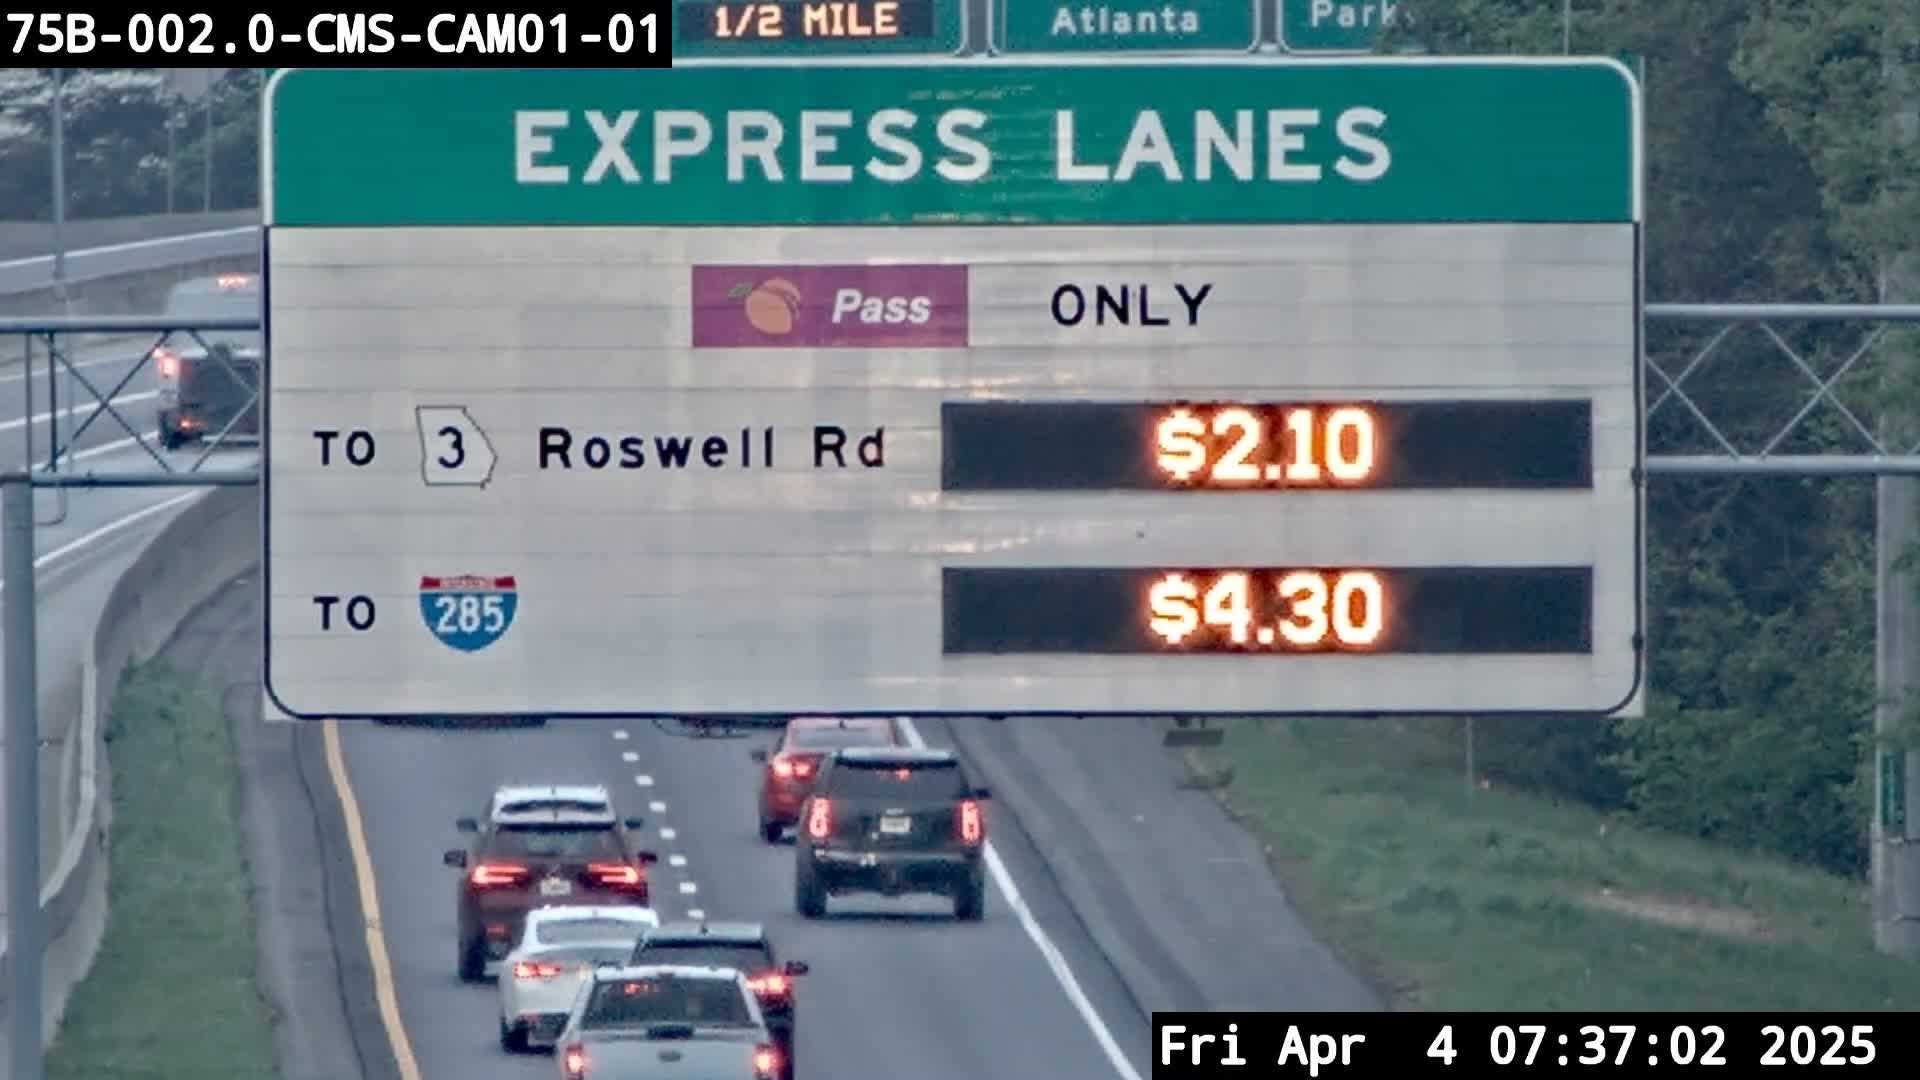 75B-002.0-CMS-CAM01-01
1/2 MILE
Atlanta
Park
EXPRESS LANES
Pass ONLY
TO 3 Roswell Rd $2.10
TO 285 $4.30
Fri Apr 4 07:37:02 2025